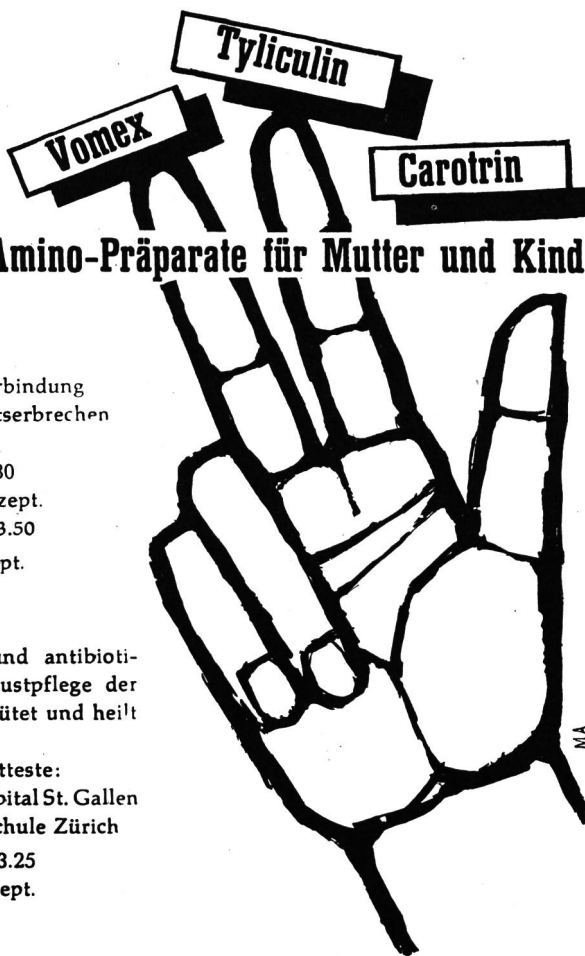 Tyliculin
Vomex
Carotrin
Amino-Präparate für Mutter und Kind
rbindung
tserbrechen
30
zept.
3.50
pt.
und antibioti-
ustpflege der
ütet und heilt
tteste:
pital St. Gallen
chule Zürich
3.25
ept.
MA